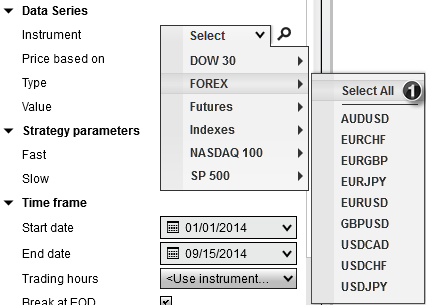 Data Series
Instrument Select
Price based on DOW 30
Type FOREX Select All 1
Value Futures
Strategy parameters Indexes AUDUSD
Fast NASDAQ 100 EURCHF
Slow SP 500 EURGBP
Time frame EURJPY
Start date 01/01/2014 EURUSD
GBPUSD
End date 09/15/2014 USDCAD
Trading hours <Use instrument... USDCHF
Break at EOD USDJPY